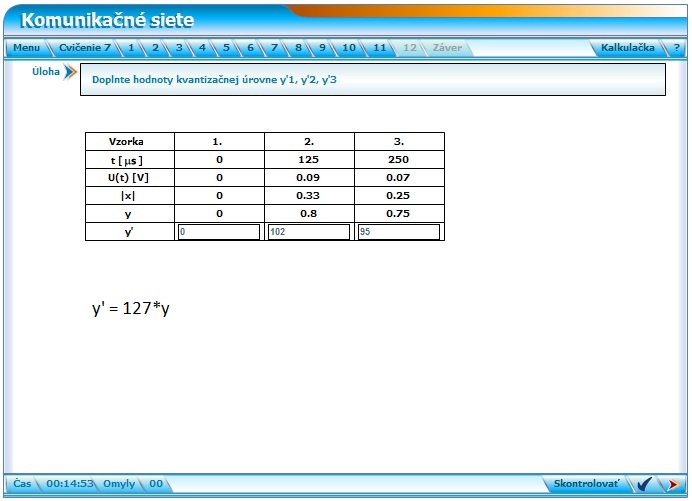 Komunikačné siete
Menu Cvičenie 7 1 2 3 4 5 6 7 8 9 10 11 12 Záver Kalkulačka ?
Úloha Doplnte hodnoty kvantizačnej úrovne y'1, y'2, y'3
Vzorka 1. 2. 3.
t [ μs ] 0 125 250
U(t) [V] 0 0.09 0.07
|x| 0 0.33 0.25
y 0 0.8 0.75
y' 0 102 95
y' = 127*y
Čas 00:14:53 Omyly 00 Skontrolovať